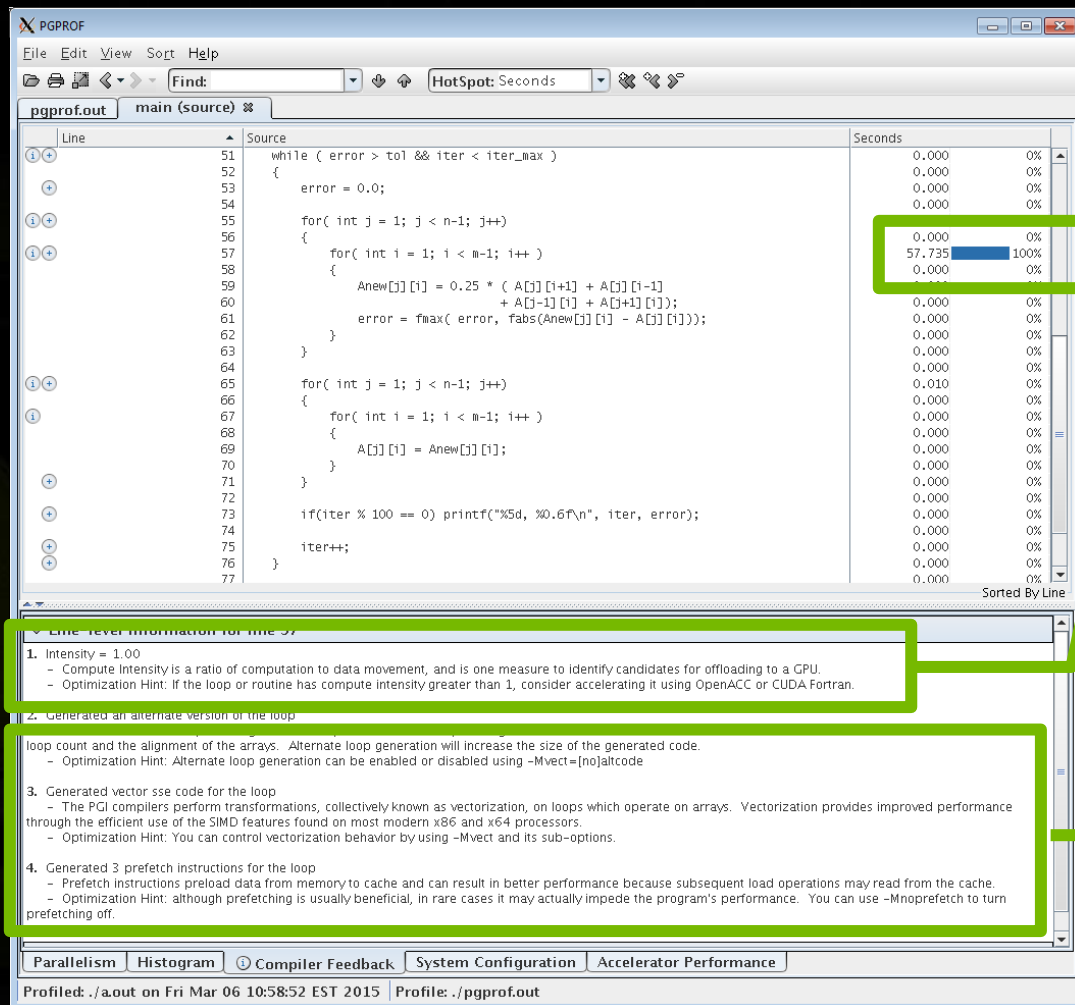 PGPROF
File Edit View Sort Help
Find: HotSpot: Seconds
pgprof.out main (source)
Line Source Seconds
51 while ( error > tol && iter < iter_max ) 0.000 0%
52 { 0.000 0%
53 error = 0.0; 0.000 0%
54 0.000 0%
55 for( int j = 1; j < n-1; j++)
56 { 0.000 0%
57 for( int i = 1; i < m-1; i++ ) 57.735 100%
58 { 0.000 0%
59 Anew[j][i] = 0.25 * ( A[j][i+1] + A[j][i-1]
60 + A[j-1][i] + A[j+1][i]); 0.000 0%
61 error = fmax( error, fabs(Anew[j][i] - A[j][i])); 0.000 0%
62 } 0.000 0%
63 } 0.000 0%
64 0.000 0%
65 for( int j = 1; j < n-1; j++) 0.010 0%
66 { 0.000 0%
67 for( int i = 1; i < m-1; i++ ) 0.000 0%
68 { 0.000 0%
69 A[j][i] = Anew[j][i]; 0.000 0%
70 } 0.000 0%
71 } 0.000 0%
72 0.000 0%
73 if(iter % 100 == 0) printf("%5d, %0.6f\n", iter, error); 0.000 0%
74 0.000 0%
75 iter++; 0.000 0%
76 } 0.000 0%
77 0.000 0%
Sorted By Line
Line-level information for line 57
1. Intensity = 1.00
- Compute Intensity is a ratio of computation to data movement, and is one measure to identify candidates for offloading to a GPU.
- Optimization Hint: If the loop or routine has compute intensity greater than 1, consider accelerating it using OpenACC or CUDA Fortran.
2. Generated an alternate version of the loop
loop count and the alignment of the arrays. Alternate loop generation will increase the size of the generated code.
- Optimization Hint: Alternate loop generation can be enabled or disabled using -Mvect=[no]altcode
3. Generated vector sse code for the loop
- The PGI compilers perform transformations, collectively known as vectorization, on loops which operate on arrays. Vectorization provides improved performance
through the efficient use of the SIMD features found on most modern x86 and x64 processors.
- Optimization Hint: You can control vectorization behavior by using -Mvect and its sub-options.
4. Generated 3 prefetch instructions for the loop
- Prefetch instructions preload data from memory to cache and can result in better performance because subsequent load operations may read from the cache.
- Optimization Hint: although prefetching is usually beneficial, in rare cases it may actually impede the program's performance. You can use -Mnoprefetch to turn
prefetching off.
Parallelism Histogram Compiler Feedback System Configuration Accelerator Performance
Profiled: ./a.out on Fri Mar 06 10:58:52 EST 2015 Profile: ./pgprof.out